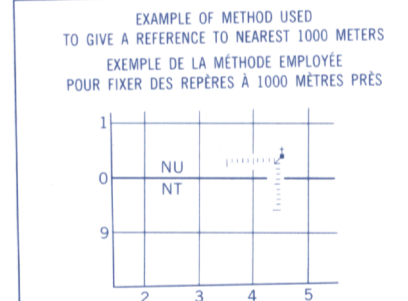 EXAMPLE OF METHOD USED
TO GIVE A REFERENCE TO NEAREST 1000 METERS
EXEMPLE DE LA MÉTHODE EMPLOYÉE
POUR FIXER DES REPÈRES À 1000 MÈTRES PRÈS
1
NU
0
NT
9
2 3 4 5